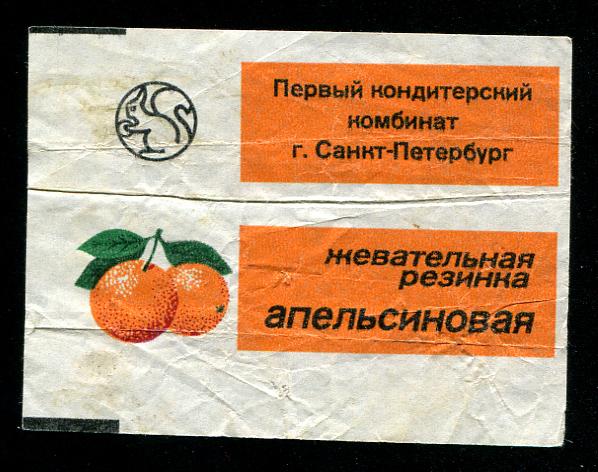 Первый кондитерский
комбинат
г. Санкт-Петербург
жевательная
резинка
апельсиновая